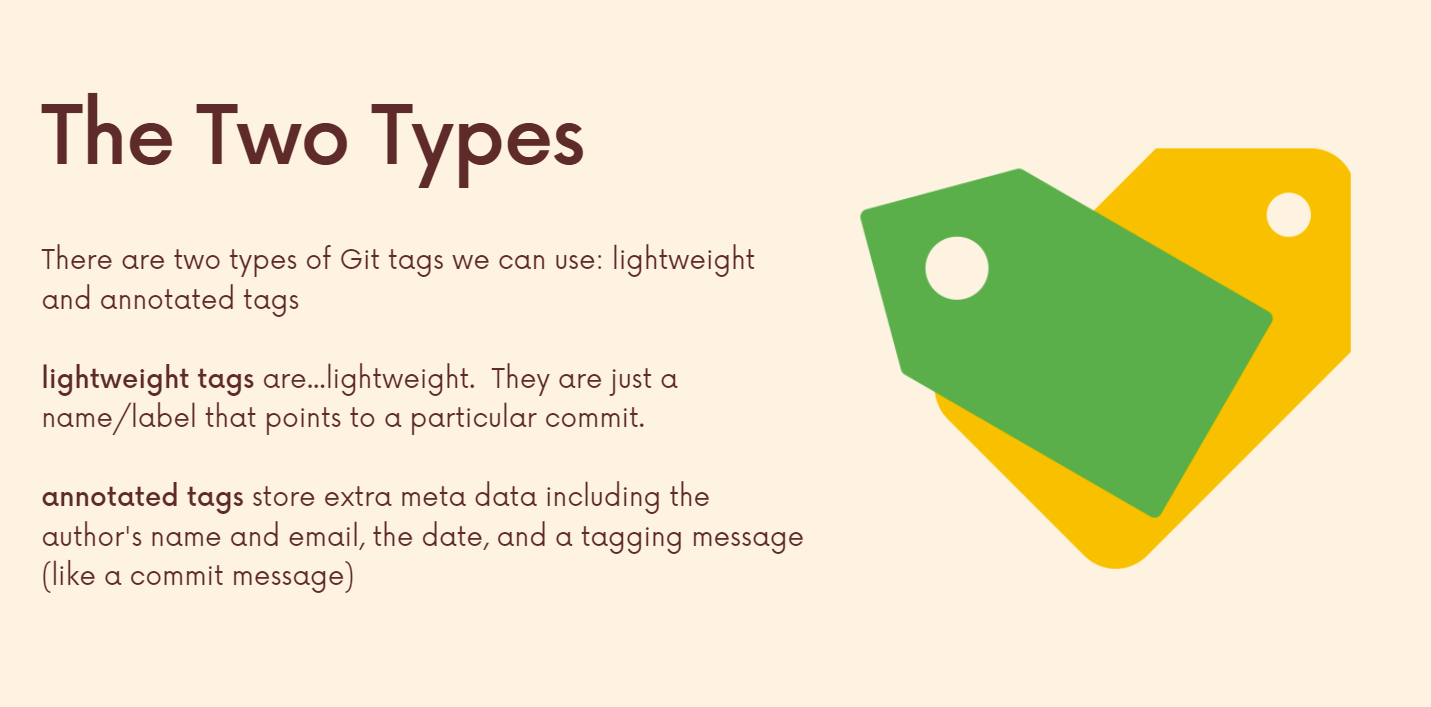 The Two Types
There are two types of Git tags we can use: lightweight
and annotated tags
lightweight tags are...lightweight.  They are just a
name/label that points to a particular commit.
annotated tags store extra meta data including the
author's name and email, the date, and a tagging message
(like a commit message)